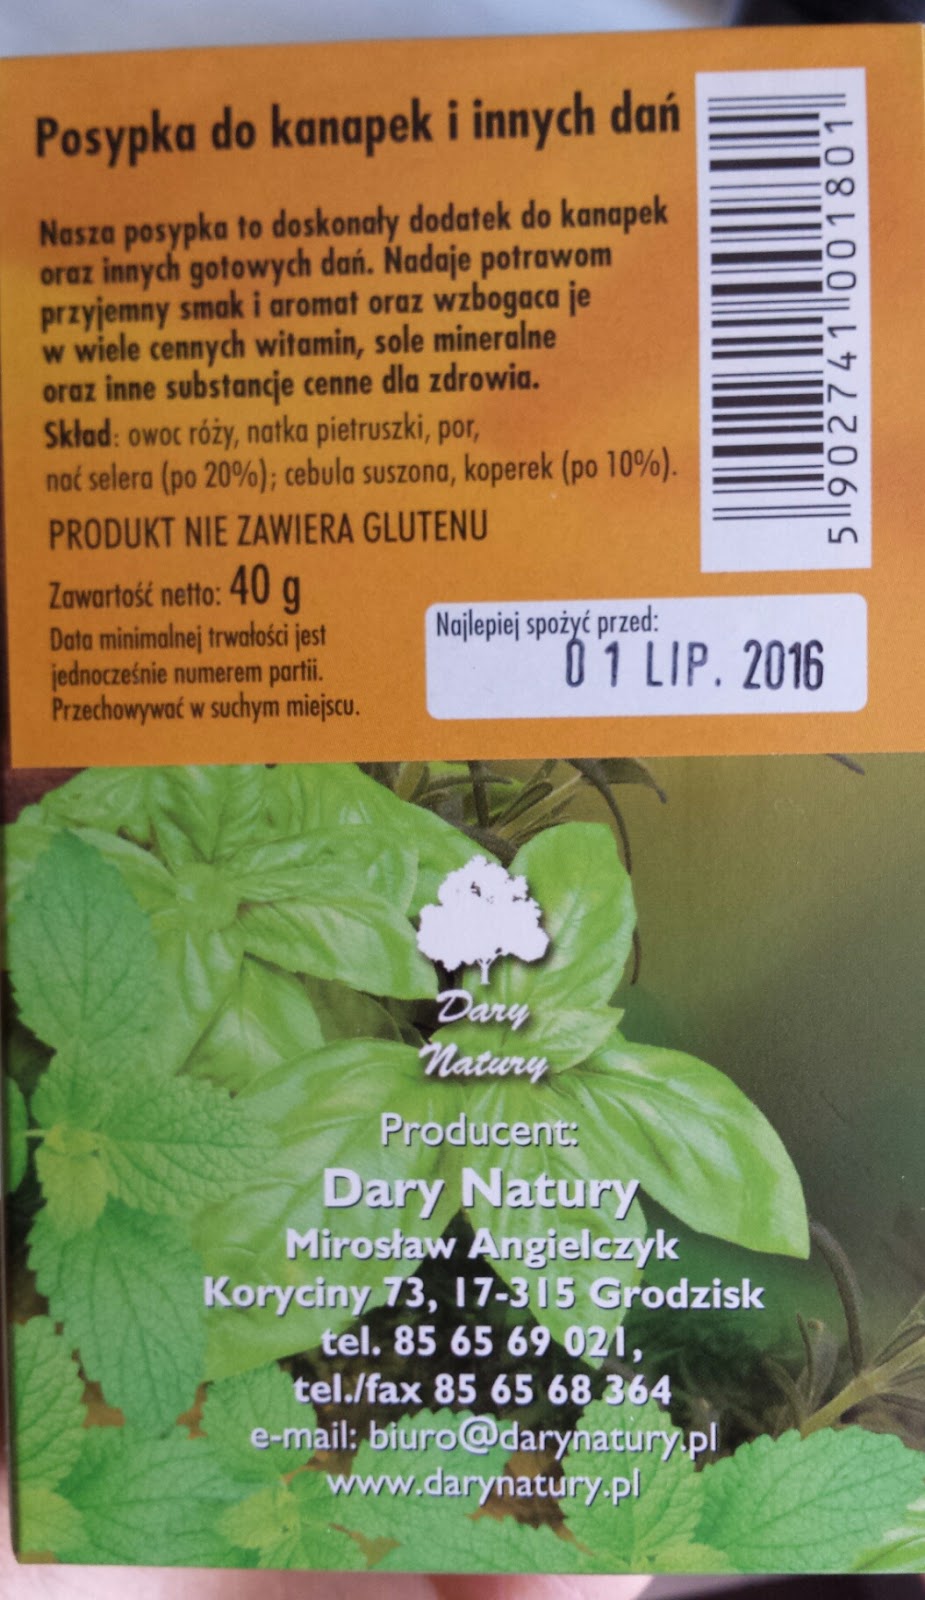 Posypka do kanapek i innych dań
Nasza posypka to doskonały dodatek do kanapek
oraz innych gotowych dań. Nadaje potrawom
przyjemny smak i aromat oraz wzbogaca je
w wiele cennych witamin, sole mineralne
oraz inne substancje cenne dla zdrowia.
Skład: owoc róży, natka pietruszki, por,
nać selera (po 20%); cebula suszona, koperek (po 10%).
PRODUKT NIE ZAWIERA GLUTENU
Zawartość netto: 40 g
Data minimalnej trwałości jest
jednocześnie numerem partii.
Przechowywać w suchym miejscu.
5 902741 001801
Najlepiej spożyć przed:
01 LIP. 2016
Dary
Natury
Producent:
Dary Natury
Mirosław Angielczyk
Koryciny 73, 17-315 Grodzisk
tel. 85 65 69 021,
tel./fax 85 65 68 364
e-mail: biuro@darynatury.pl
www.darynatury.pl